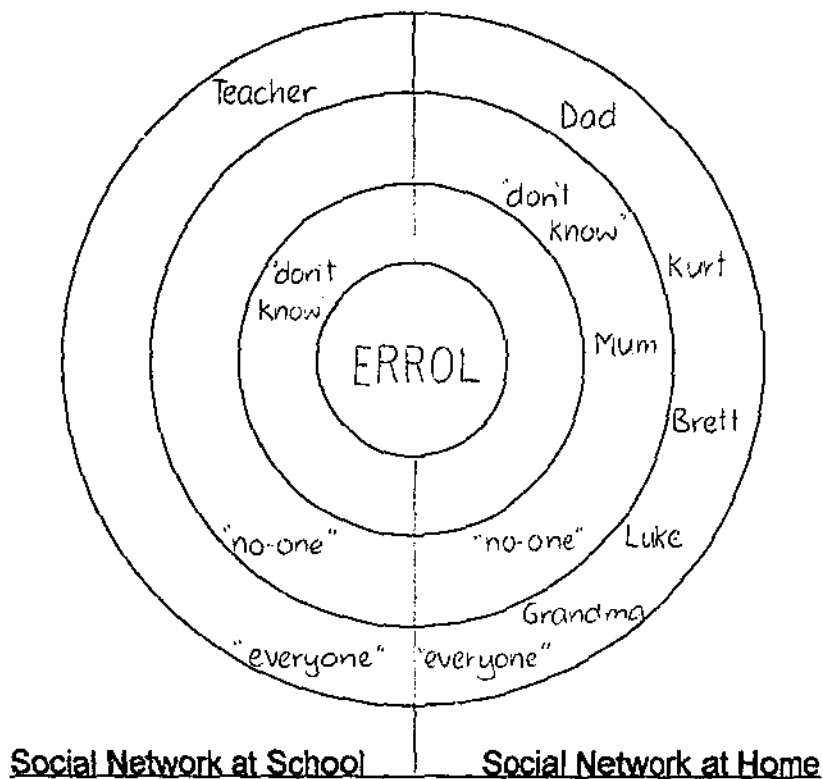 Teacher
Dad
"don't
know"
Kurt
"don't
know"
ERROL
Mum
Brett
"no-one"
"no-one"
Luke
Grandma
"everyone"
"everyone"
Social Network at School
Social Network at Home